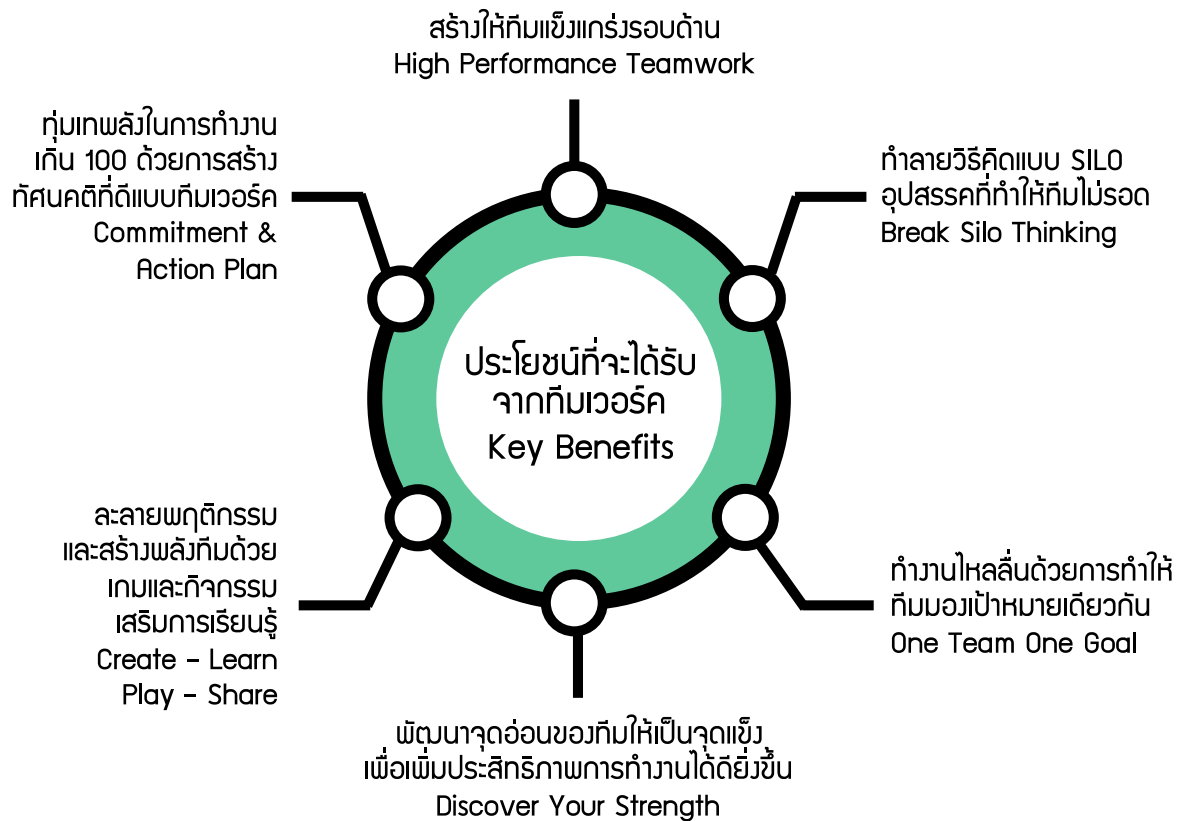 สร้างให้ทีมแข็งแกร่งรอบด้าน
High Performance Teamwork
ทุ่มเทพลังในการทำงาน
เกิน 100 ด้วยการสร้าง
ทัศนคติที่ดีแบบทีมเวอร์ค
Commitment &
Action Plan
ทำลายวิธีคิดแบบ SILO
อุปสรรคที่ทำให้ทีมไม่รอด
Break Silo Thinking
ประโยชน์ที่จะได้รับ
จากทีมเวอร์ค
Key Benefits
ละลายพฤติกรรม
และสร้างพลังทีมด้วย
เกมและกิจกรรม
เสริมการเรียนรู้
Create – Learn
Play – Share
ทำงานไหลลื่นด้วยการทำให้
ทีมมองเป้าหมายเดียวกัน
One Team One Goal
พัฒนาจุดอ่อนของทีมให้เป็นจุดแข็ง
เพื่อเพิ่มประสิทธิภาพการทำงานได้ดียิ่งขึ้น
Discover Your Strength